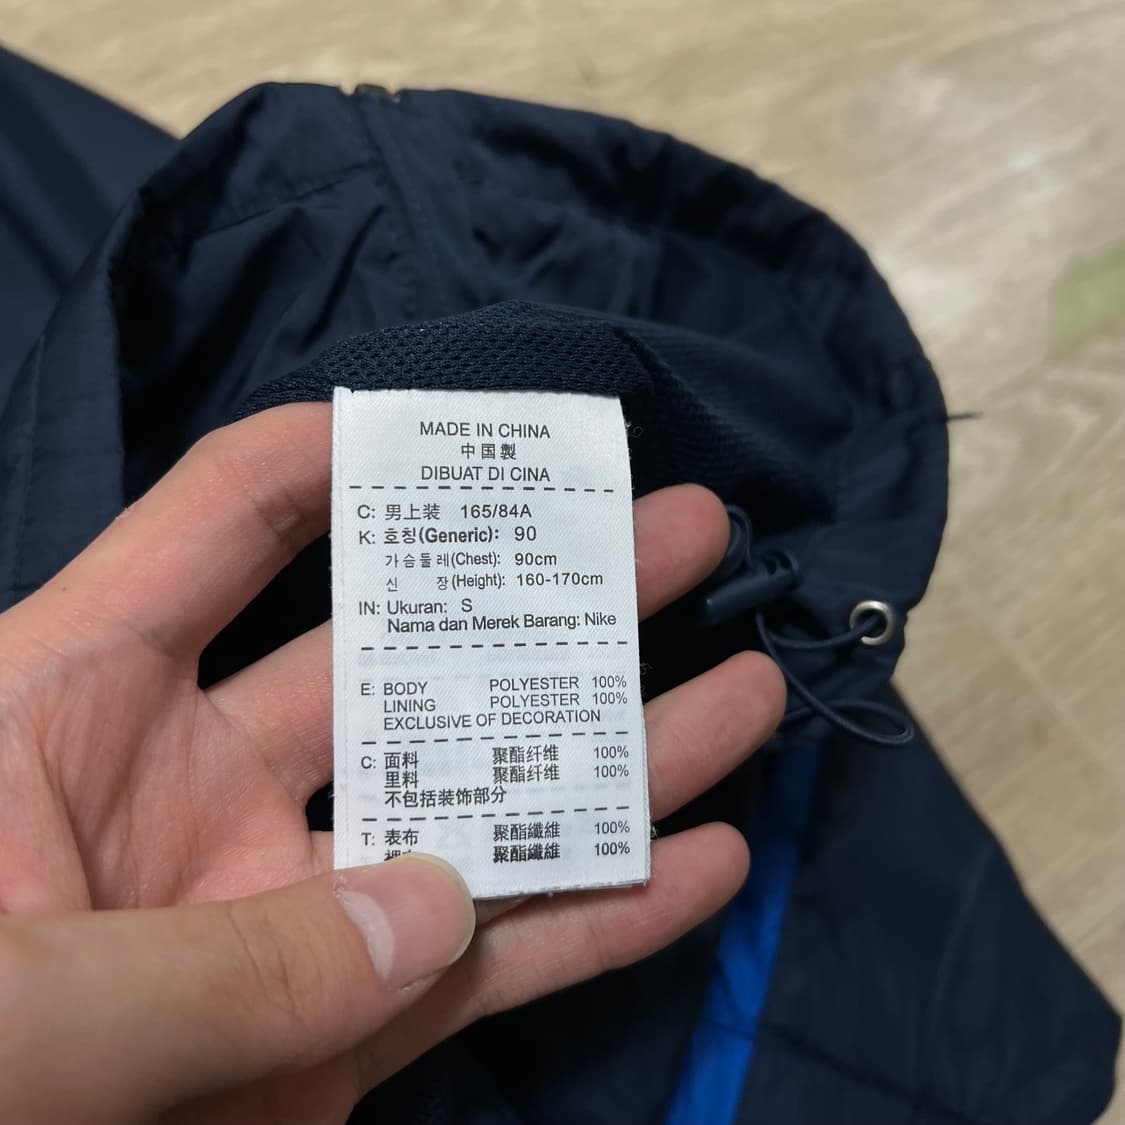 MADE IN CHINA
中国製
DIBUAT DI CINA
C: 男上装 165/84A
K: 호칭(Generic): 90
가슴둘레(Chest): 90cm
신 장(Height): 160-170cm
IN: Ukuran: S
Nama dan Merek Barang: Nike
E: BODY POLYESTER 100%
LINING POLYESTER 100%
EXCLUSIVE OF DECORATION
C: 面料 聚酯纤维 100%
里料 聚酯纤维 100%
不包括装饰部分
T: 表布 聚酯纖維 100%
聚酯纖維 100%